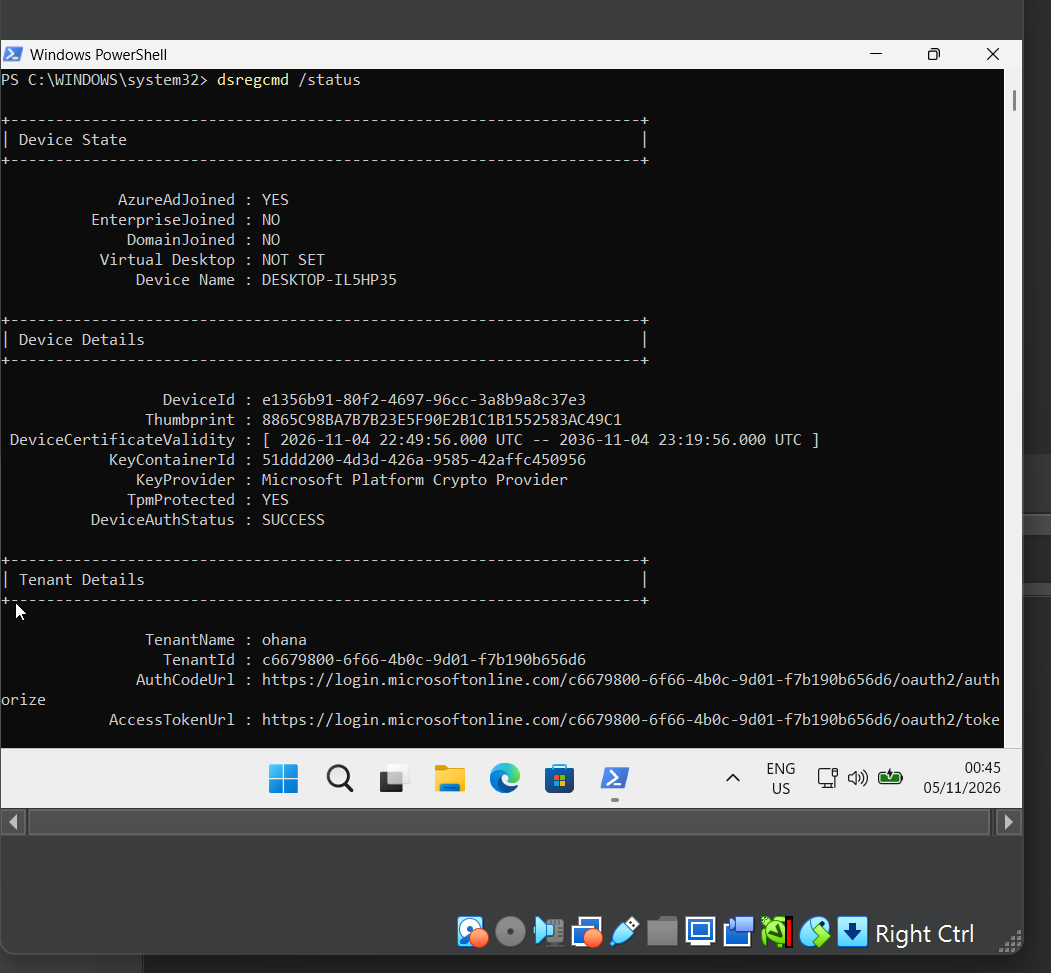 Windows PowerShell
PS C:\WINDOWS\system32> dsregcmd /status
+----------------------------------------------------------------------+
| Device State                                                         |
+----------------------------------------------------------------------+
AzureAdJoined : YES
EnterpriseJoined : NO
DomainJoined : NO
Virtual Desktop : NOT SET
Device Name : DESKTOP-IL5HP35
+----------------------------------------------------------------------+
| Device Details                                                       |
+----------------------------------------------------------------------+
DeviceId : e1356b91-80f2-4697-96cc-3a8b9a8c37e3
Thumbprint : 8865C98BA7B7B23E5F90E2B1C1B1552583AC49C1
DeviceCertificateValidity : [ 2026-11-04 22:49:56.000 UTC -- 2036-11-04 23:19:56.000 UTC ]
KeyContainerId : 51ddd200-4d3d-426a-9585-42affc450956
KeyProvider : Microsoft Platform Crypto Provider
TpmProtected : YES
DeviceAuthStatus : SUCCESS
+----------------------------------------------------------------------+
| Tenant Details                                                       |
+----------------------------------------------------------------------+
TenantName : ohana
TenantId : c6679800-6f66-4b0c-9d01-f7b190b656d6
AuthCodeUrl : https://login.microsoftonline.com/c6679800-6f66-4b0c-9d01-f7b190b656d6/oauth2/auth
orize
AccessTokenUrl : https://login.microsoftonline.com/c6679800-6f66-4b0c-9d01-f7b190b656d6/oauth2/toke
ENG
US
00:45
05/11/2026
Right Ctrl